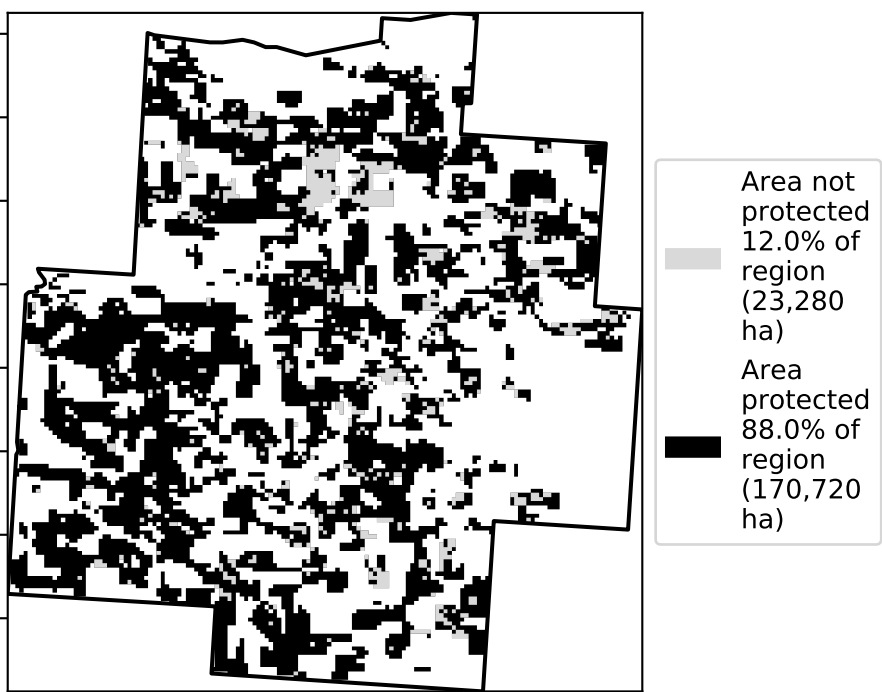 Area not
protected
12.0% of
region
(23,280
ha)
Area
protected
88.0% of
region
(170,720
ha)